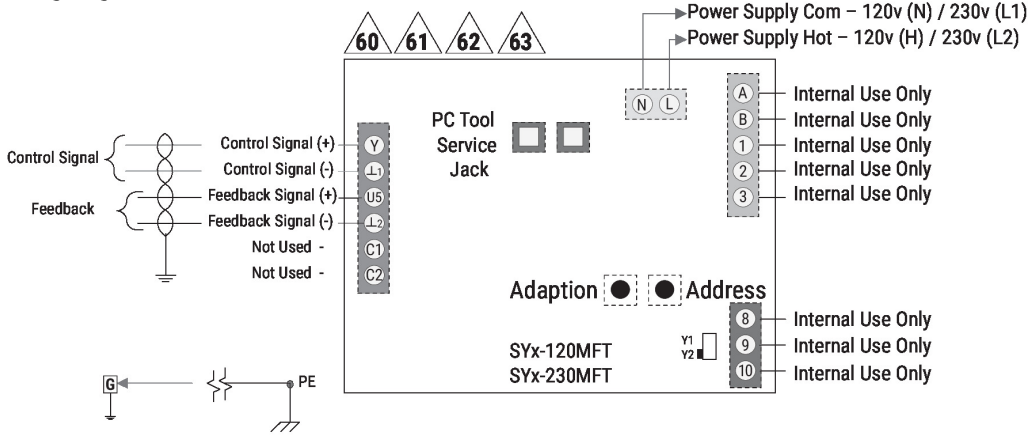 Power Supply Com – 120v (N) / 230v (L1)
Power Supply Hot – 120v (H) / 230v (L2)
60 61 62 63
N L
A Internal Use Only
B Internal Use Only
1 Internal Use Only
2 Internal Use Only
3 Internal Use Only
PC Tool
Service
Jack
Control Signal
Feedback
Control Signal (+) Y
Control Signal (-) ⊥1
Feedback Signal (+) U5
Feedback Signal (-) ⊥2
Not Used - C1
Not Used - C2
Adaption Address
8 Internal Use Only
9 Internal Use Only
10 Internal Use Only
Y1
Y2
SYx-120MFT
SYx-230MFT
G PE